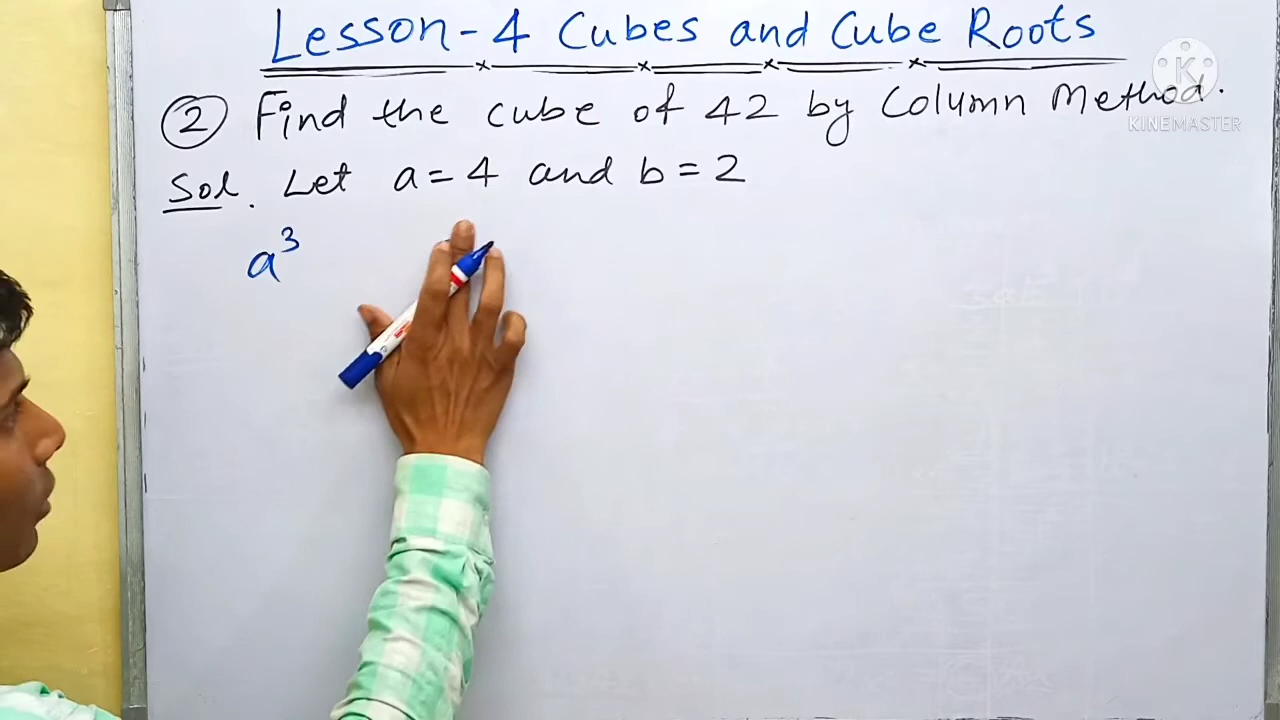 Lesson-4 Cubes and Cube Roots
K
KINEMASTER
② Find the cube of 42 by Column Method.
Sol. Let a = 4 and b = 2
a³